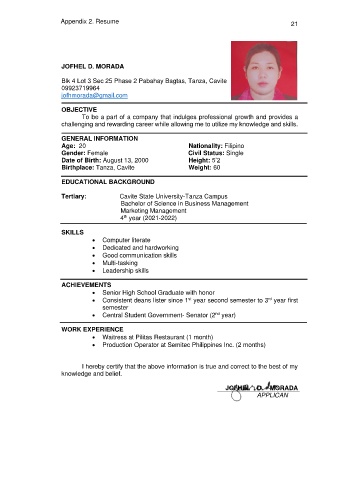 Appendix 2. Resume
21
JOFHEL D. MORADA
Blk 4 Lot 3 Sec 25 Phase 2 Pabahay Bagtas, Tanza, Cavite
09923719964
jofhmorada@gmail.com
OBJECTIVE
To be a part of a company that indulges professional growth and provides a
challenging and rewarding career while allowing me to utilize my knowledge and skills.
GENERAL INFORMATION
Age: 20 Nationality: Filipino
Gender: Female Civil Status: Single
Date of Birth: August 13, 2000 Height: 5'2
Birthplace: Tanza, Cavite Weight: 60
EDUCATIONAL BACKGROUND
Tertiary: Cavite State University-Tanza Campus
Bachelor of Science in Business Management
Marketing Management
4th year (2021-2022)
SKILLS
• Computer literate
• Dedicated and hardworking
• Good communication skills
• Multi-tasking
• Leadership skills
ACHIEVEMENTS
• Senior High School Graduate with honor
• Consistent deans lister since 1st year second semester to 3rd year first
semester
• Central Student Government- Senator (2nd year)
WORK EXPERIENCE
• Waitress at Pilitas Restaurant (1 month)
• Production Operator at Semitec Philippines Inc. (2 months)
I hereby certify that the above information is true and correct to the best of my
knowledge and belief.
JOFHEL D. MORADA
APPLICAN